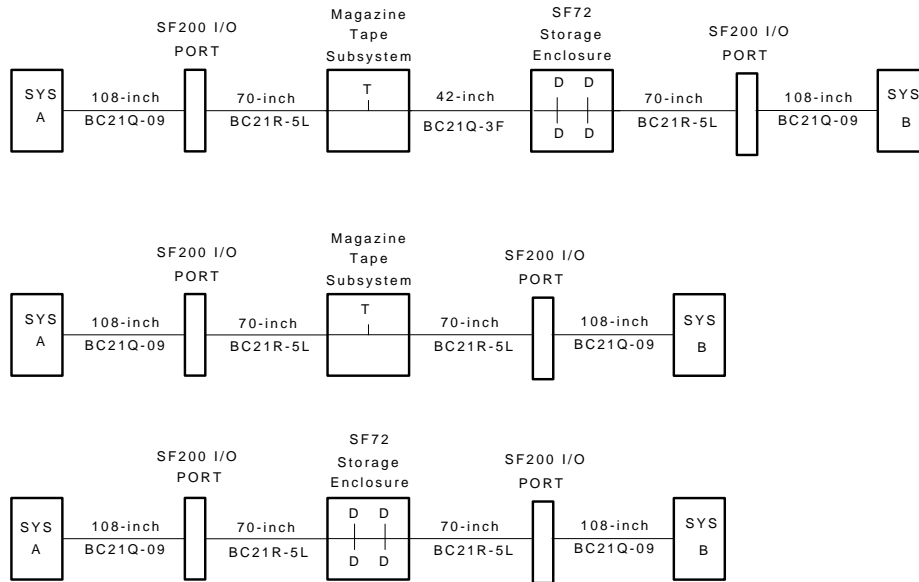 SF200 I/O
PORT
Magazine
Tape
Subsystem
SF72
Storage
Enclosure
SF200 I/O
PORT
SYS
A
108-inch
BC21Q-09
70-inch
BC21R-5L
T
42-inch
BC21Q-3F
D D
D D
70-inch
BC21R-5L
108-inch
BC21Q-09
SYS
B
SF200 I/O
PORT
Magazine
Tape
Subsystem
SF200 I/O
PORT
SYS
A
108-inch
BC21Q-09
70-inch
BC21R-5L
T
70-inch
BC21R-5L
108-inch
BC21Q-09
SYS
B
SF200 I/O
PORT
SF72
Storage
Enclosure
SF200 I/O
PORT
SYS
A
108-inch
BC21Q-09
70-inch
BC21R-5L
D D
D D
70-inch
BC21R-5L
108-inch
BC21Q-09
SYS
B